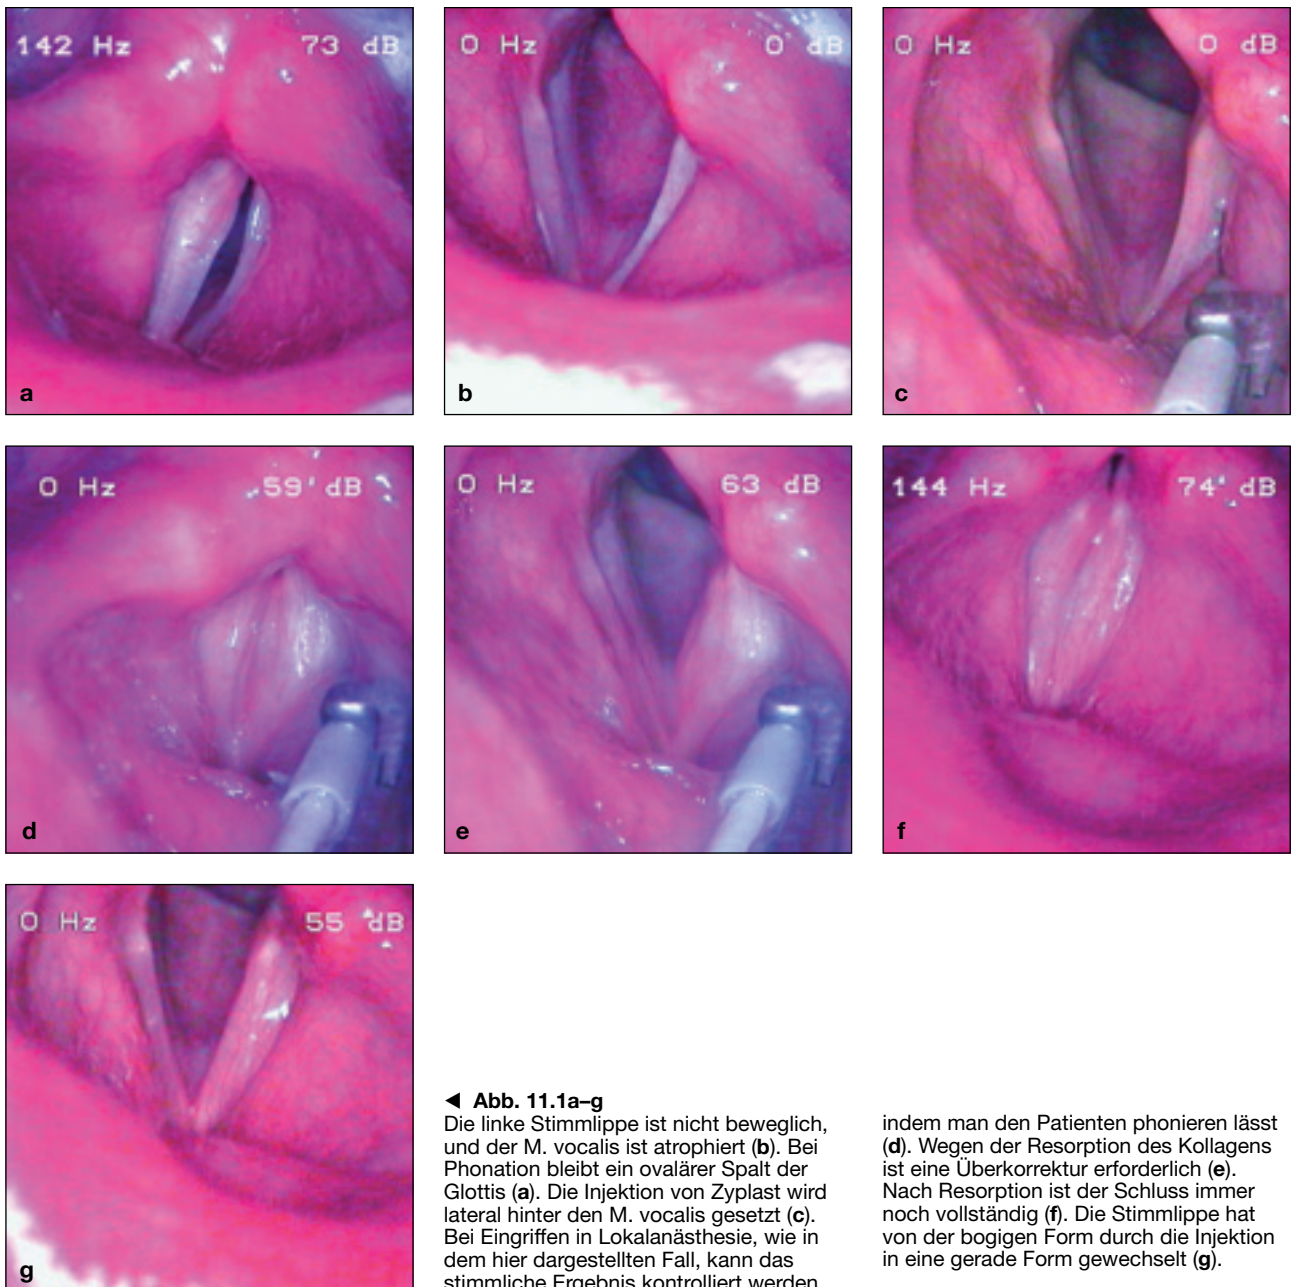 142 Hz 73 dB
a
0 Hz 0 dB
b
0 Hz 0 dB
c
0 Hz 59 dB
d
0 Hz 63 dB
e
144 Hz 74 dB
f
0 Hz 55 dB
g
◄ Abb. 11.1a–g
Die linke Stimmlippe ist nicht beweglich,
und der M. vocalis ist atrophiert (b). Bei
Phonation bleibt ein ovalärer Spalt der
Glottis (a). Die Injektion von Zyplast wird
lateral hinter den M. vocalis gesetzt (c).
Bei Eingriffen in Lokalanästhesie, wie in
dem hier dargestellten Fall, kann das
stimmliche Ergebnis kontrolliert werden,
indem man den Patienten phonieren lässt
(d). Wegen der Resorption des Kollagens
ist eine Überkorrektur erforderlich (e).
Nach Resorption ist der Schluss immer
noch vollständig (f). Die Stimmlippe hat
von der bogigen Form durch die Injektion
in eine gerade Form gewechselt (g).